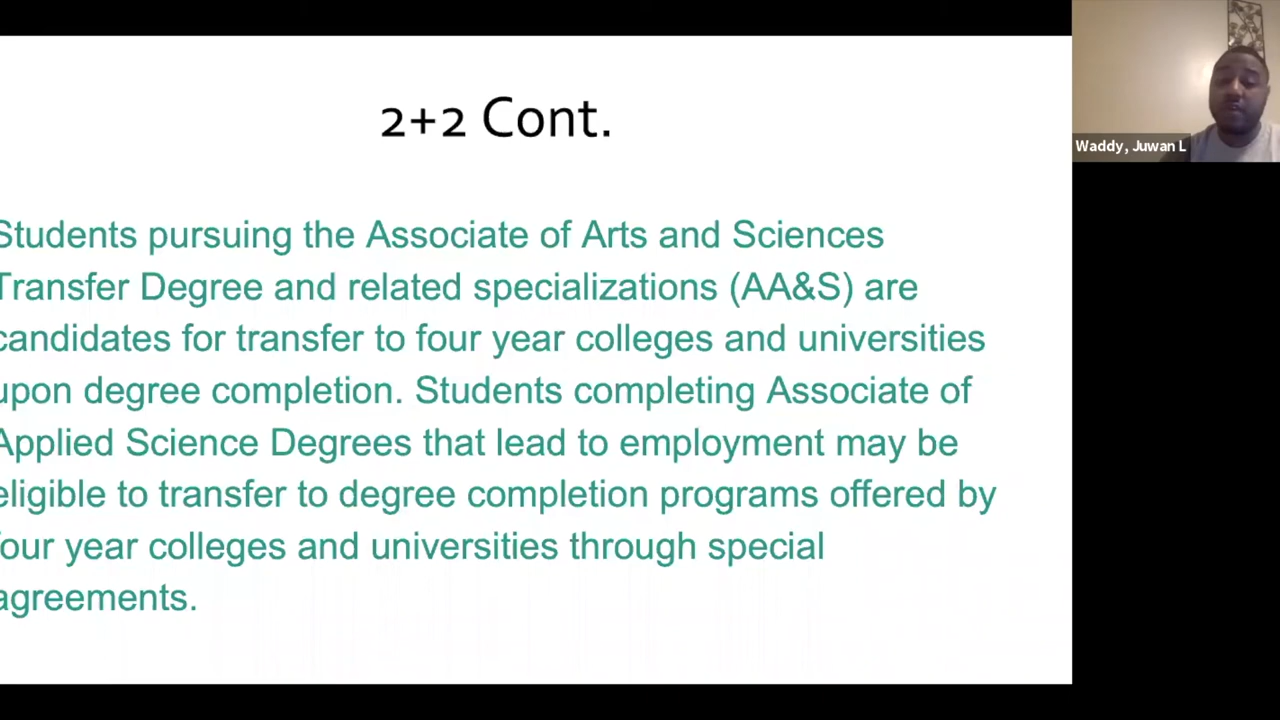 2+2 Cont.
Students pursuing the Associate of Arts and Sciences
Transfer Degree and related specializations (AA&S) are
candidates for transfer to four year colleges and universities
upon degree completion. Students completing Associate of
Applied Science Degrees that lead to employment may be
eligible to transfer to degree completion programs offered by
four year colleges and universities through special
agreements.
Waddy, Juwan L